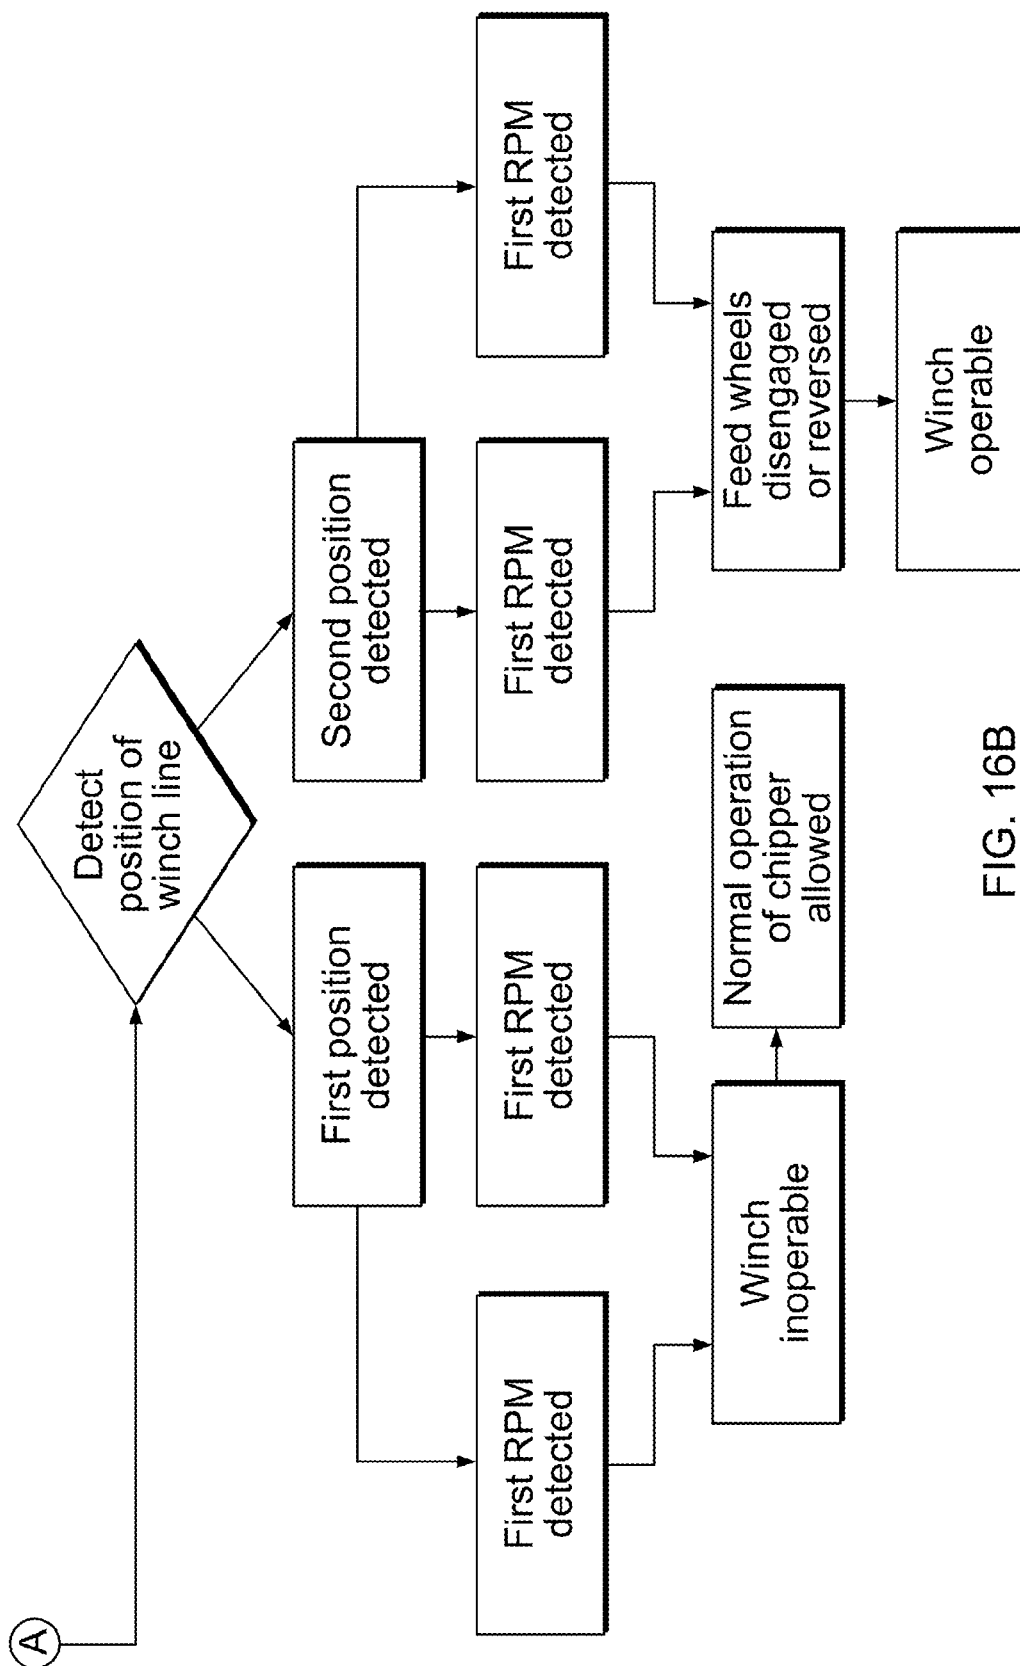 A
Detect
position of
winch line
First position
detected
Second position
detected
First RPM
detected
First RPM
detected
First RPM
detected
First RPM
detected
Winch
inoperable
Normal operation
of chipper
allowed
Feed wheels
disengaged
or reversed
Winch
operable
FIG. 16B